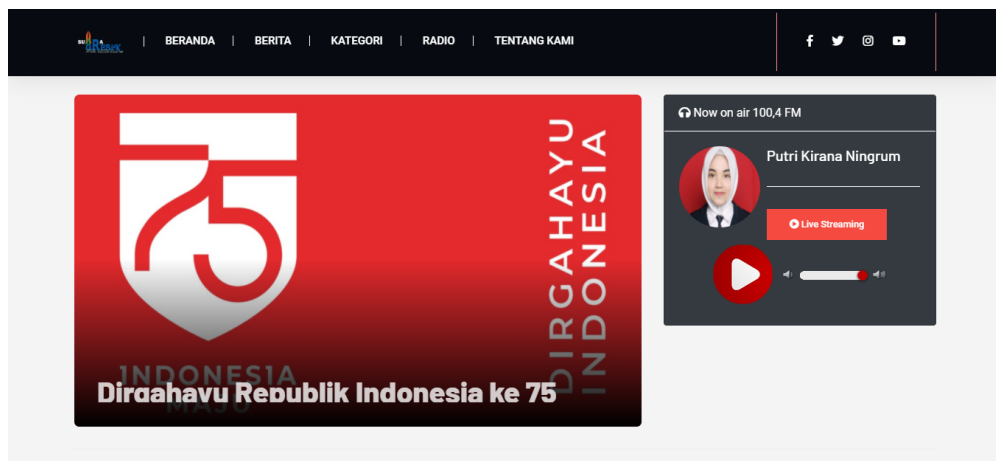 BERANDA | BERITA | KATEGORI | RADIO | TENTANG KAMI
75
INDONESIA
MAJU
DIRGAHAYU
INDONESIA
Dirgahayu Republik Indonesia ke 75
Now on air 100,4 FM
Putri Kirana Ningrum
Live Streaming